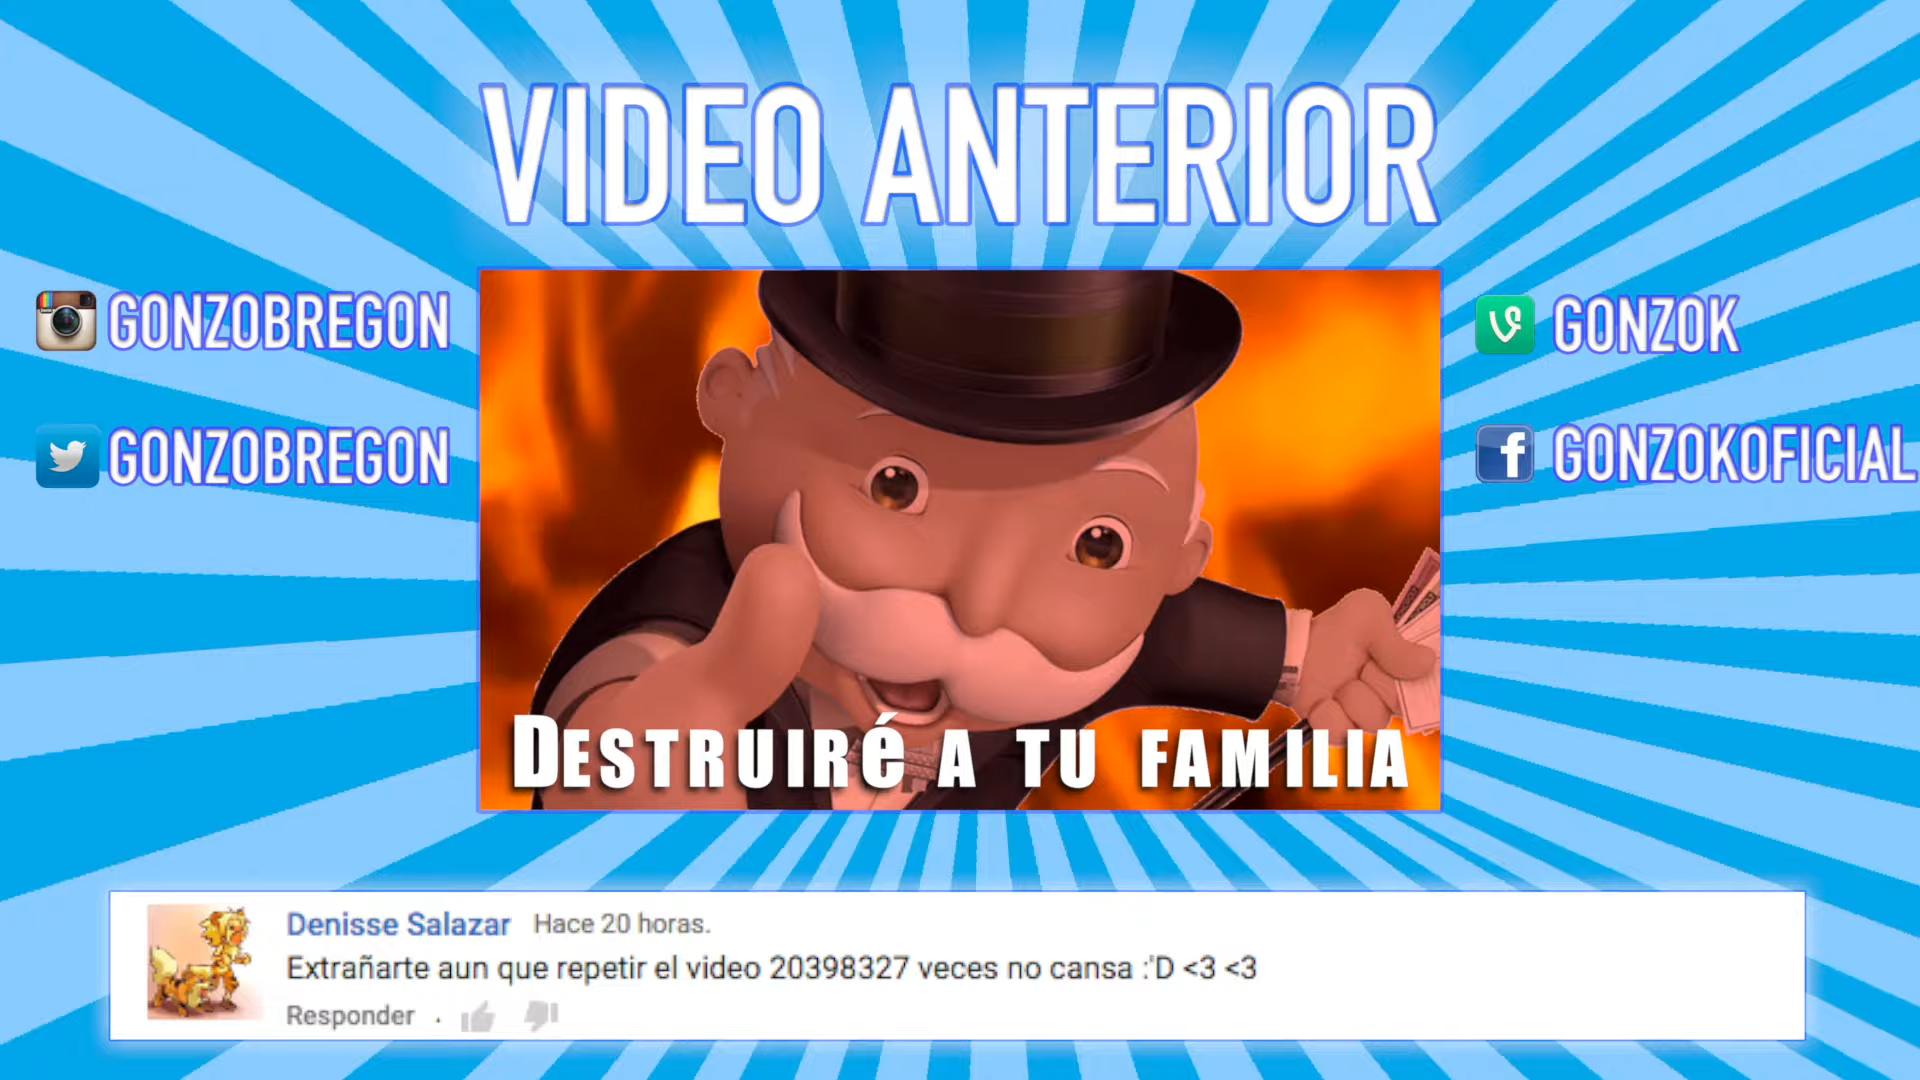 VIDEO ANTERIOR
GONZOBREGON
GONZOK
GONZOBREGON
GONZOKOFICIAL
DESTRUIRé A TU FAMILIA
Denisse Salazar Hace 20 horas.
Extrañarte aun que repetir el video 20398327 veces no cansa :'D <3 <3
Responder .